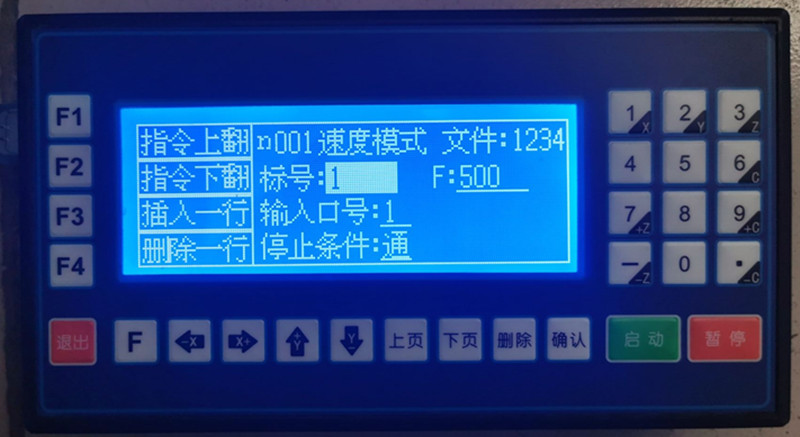 F1
F2
F3
F4
指令上翻 n001速度模式 文件:1234
指令下翻 标号:1 F:500
插入一行 输入口号:1
删除一行 停止条件:通
1 X 2 Y 3 Z
4 5 6 C
7 +Z 8 9 +C
— -Z 0 . -C
退出 F -X X+ Y Y- 上页 下页 删除 确认 启动 暂停